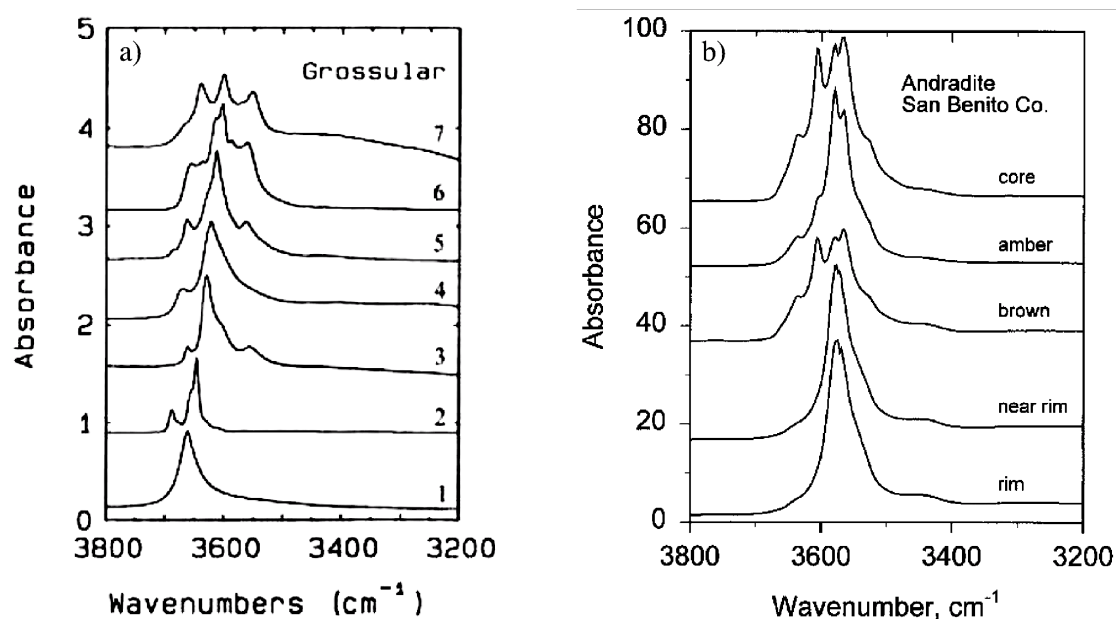 a)
Grossular
5
4
3
2
1
0
7
6
5
4
3
2
1
Absorbance
3800
3600
3400
3200
Wavenumbers (cm⁻¹)
b)
Andradite
San Benito Co.
100
80
60
40
20
0
core
amber
brown
near rim
rim
Absorbance
3800
3600
3400
3200
Wavenumber, cm⁻¹